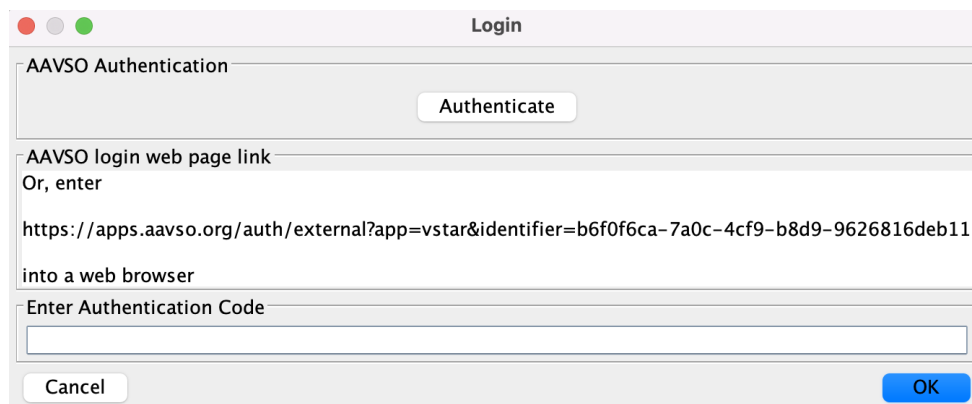 Login
AAVSO Authentication
Authenticate
AAVSO login web page link
Or, enter
https://apps.aavso.org/auth/external?app=vstar&identifier=b6f0f6ca-7a0c-4cf9-b8d9-9626816deb11
into a web browser
Enter Authentication Code
Cancel OK